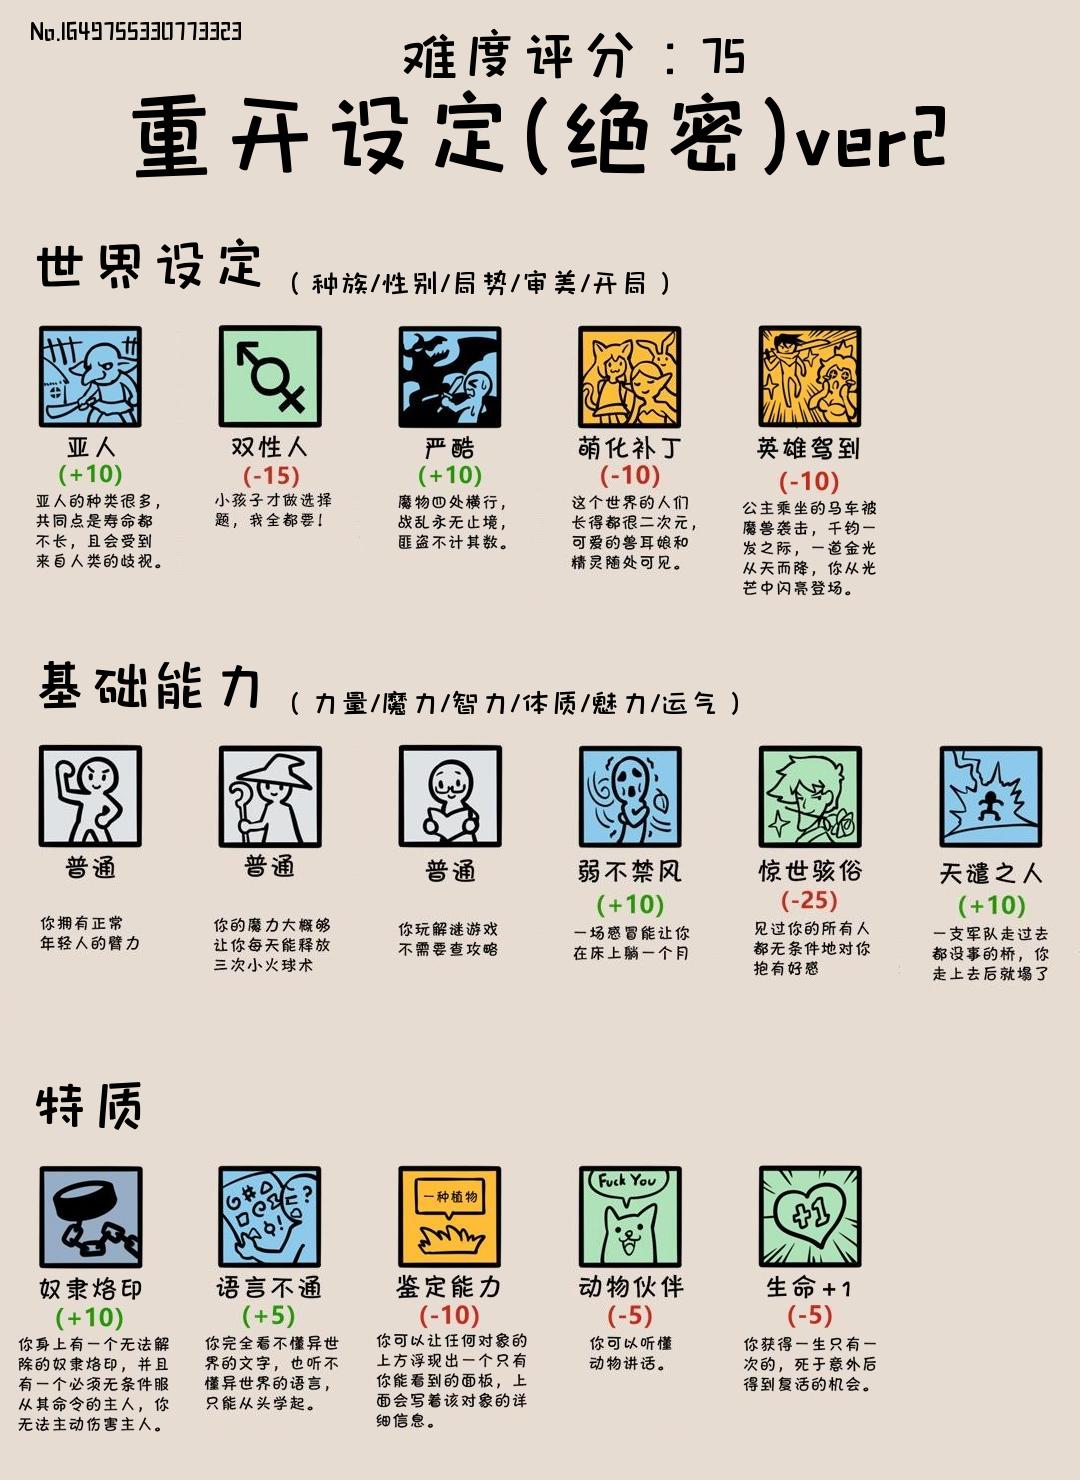 No.1649755330773323
难度评分：75
重开设定(绝密)ver2
世界设定 （种族/性别/局势/审美/开局）
亚人
(+10)
亚人的种类很多，
共同点是寿命都
不长，且会受到
来自人类的歧视。
双性人
(-15)
小孩子才做选择
题，我全都要！
严酷
(+10)
魔物四处横行，
战乱永无止境，
匪盗不计其数。
萌化补丁
(-10)
这个世界的人们
长得都很二次元，
可爱的兽耳娘和
精灵随处可见。
英雄驾到
(-10)
公主乘坐的马车被
魔兽袭击，千钧一
发之际，一道金光
从天而降，你从光
芒中闪亮登场。
基础能力 （力量/魔力/智力/体质/魅力/运气）
普通
你拥有正常
年轻人的臂力
普通
你的魔力大概够
让你每天能释放
三次小火球术
普通
你玩解谜游戏
不需要查攻略
弱不禁风
(+10)
一场感冒能让你
在床上躺一个月
惊世骇俗
(-25)
见过你的所有人
都无条件地对你
抱有好感
天谴之人
(+10)
一支军队走过去
都没事的桥，你
走上去后就塌了
特质
奴隶烙印
(+10)
你身上有一个无法解
除的奴隶烙印，并且
有一个必须无条件服
从其命令的主人，你
无法主动伤害主人。
语言不通
(+5)
你完全看不懂异世
界的文字，也听不
懂异世界的语言，
只能从头学起。
一种植物
鉴定能力
(-10)
你可以让任何对象的
上方浮现出一个只有
你能看到的面板，上
面会写着该对象的详
细信息。
Fuck You
动物伙伴
(-5)
你可以听懂
动物讲话。
+1
生命+1
(-5)
你获得一生只有一
次的，死于意外后
得到复活的机会。